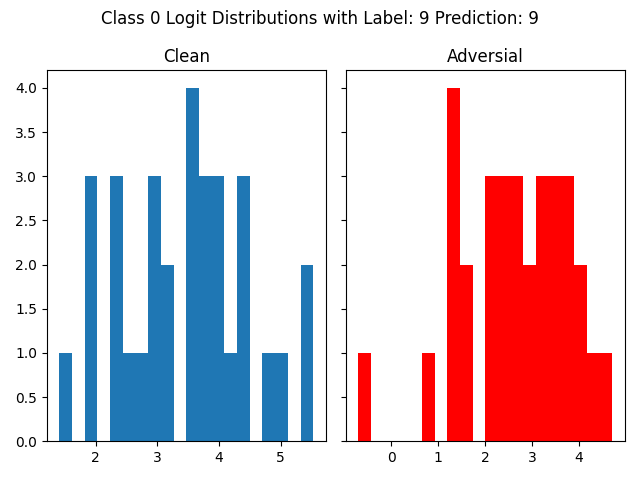 Class 0 Logit Distributions with Label: 9 Prediction: 9
Clean
Adversial
4.0
3.5
3.0
2.5
2.0
1.5
1.0
0.5
0.0
2 3 4 5
0 1 2 3 4